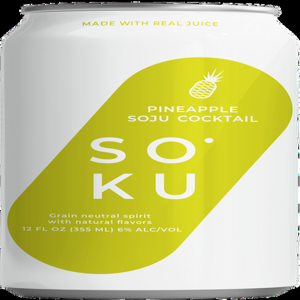 MADE WITH REAL JUICE
PINEAPPLE
SOJU COCKTAIL
SO
KU
Grain neutral spirit
with natural flavors
12 FL OZ (355 ML) 6% ALC/VOL